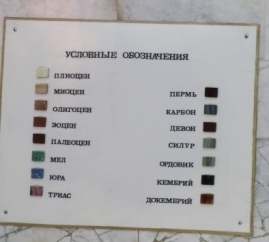 УСЛОВНЫЕ ОБОЗНАЧЕНИЯ
ПЛИОЦЕН
МИОЦЕН
ОЛИГОЦЕН
ЭОЦЕН
ПАЛЕОЦЕН
МЕЛ
ЮРА
ТРИАС
ПЕРМЬ
КАРБОН
ДЕВОН
СИЛУР
ОРДОВИК
КЕМБРИЙ
ДОКЕМБРИЙ